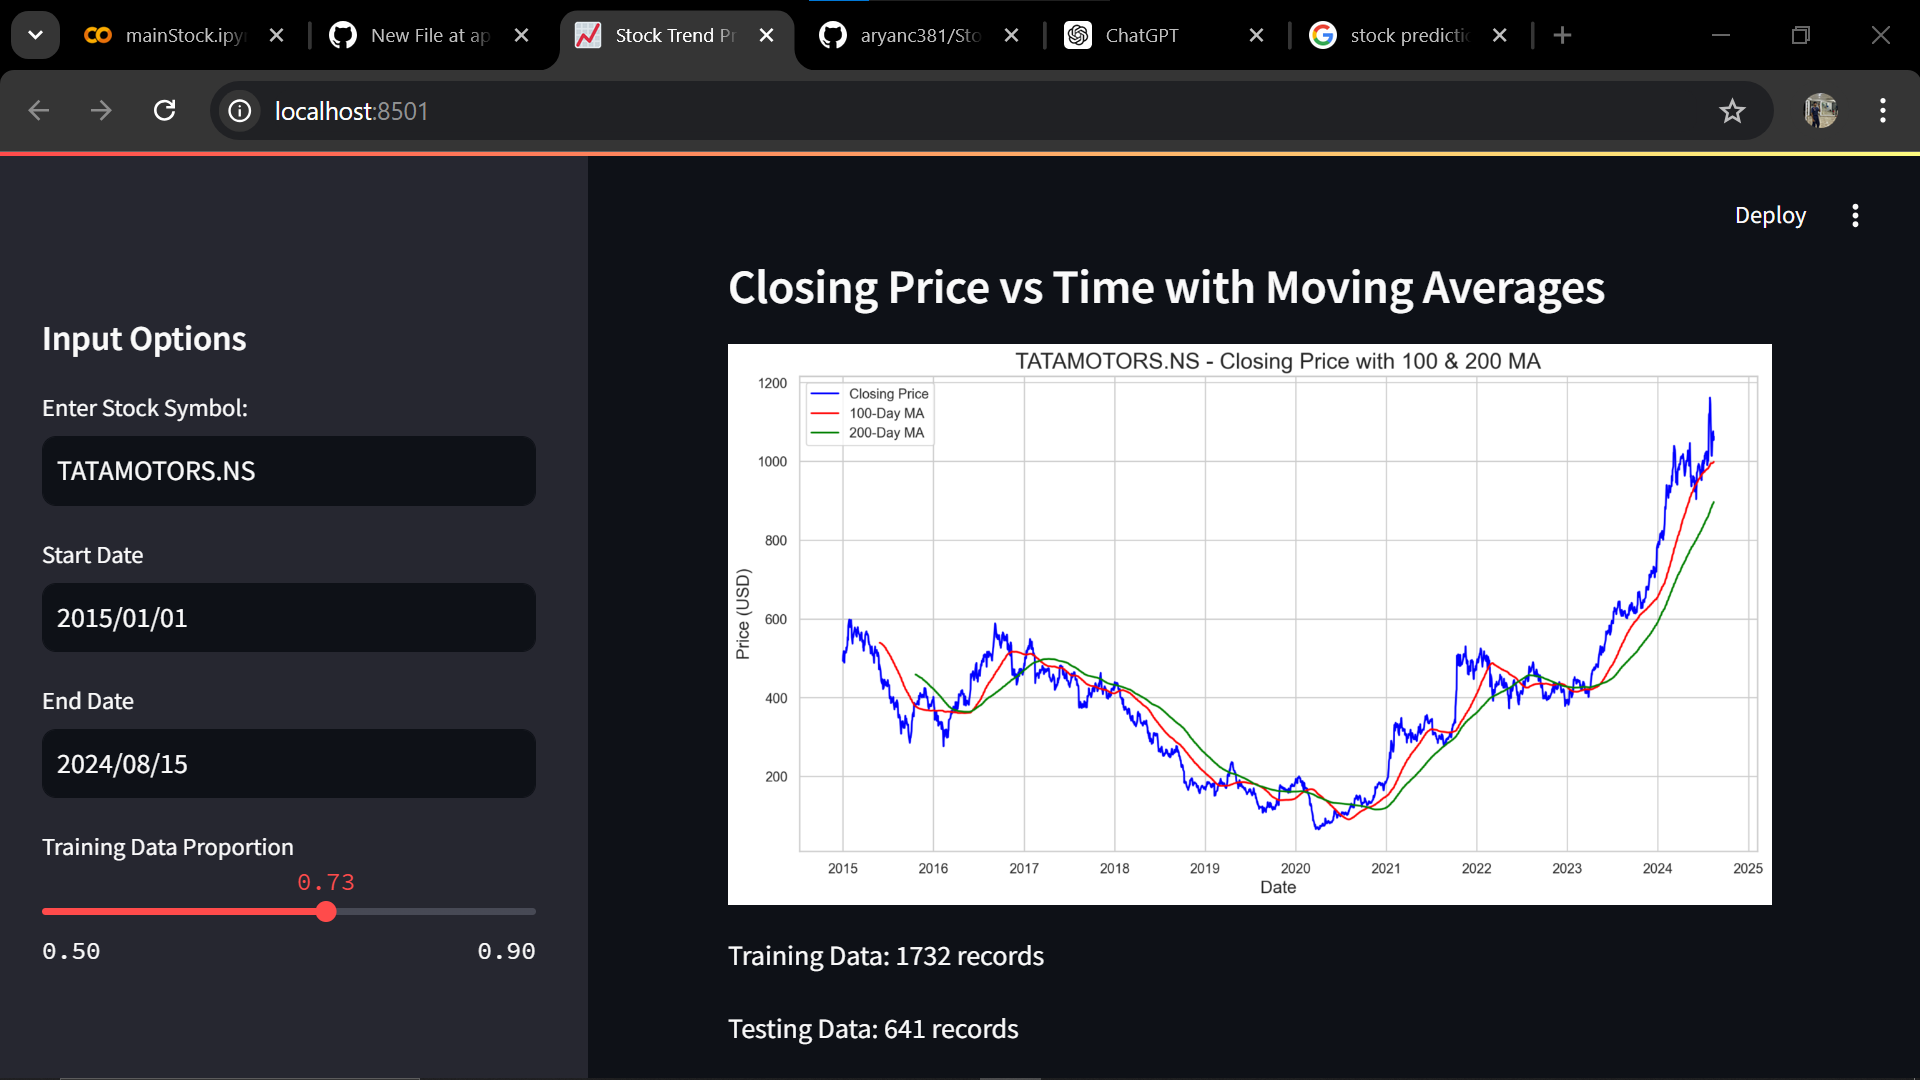 mainStock.ipy
New File at ap
Stock Trend Pr
aryanc381/Sto
ChatGPT
stock predictio
localhost:8501
Deploy
Input Options
Enter Stock Symbol:
TATAMOTORS.NS
Start Date
2015/01/01
End Date
2024/08/15
Training Data Proportion
0.73
0.50 0.90
Closing Price vs Time with Moving Averages
TATAMOTORS.NS - Closing Price with 100 & 200 MA
Closing Price
100-Day MA
200-Day MA
1200
1000
800
600
400
200
Price (USD)
2015 2016 2017 2018 2019 2020 2021 2022 2023 2024 2025
Date
Training Data: 1732 records
Testing Data: 641 records